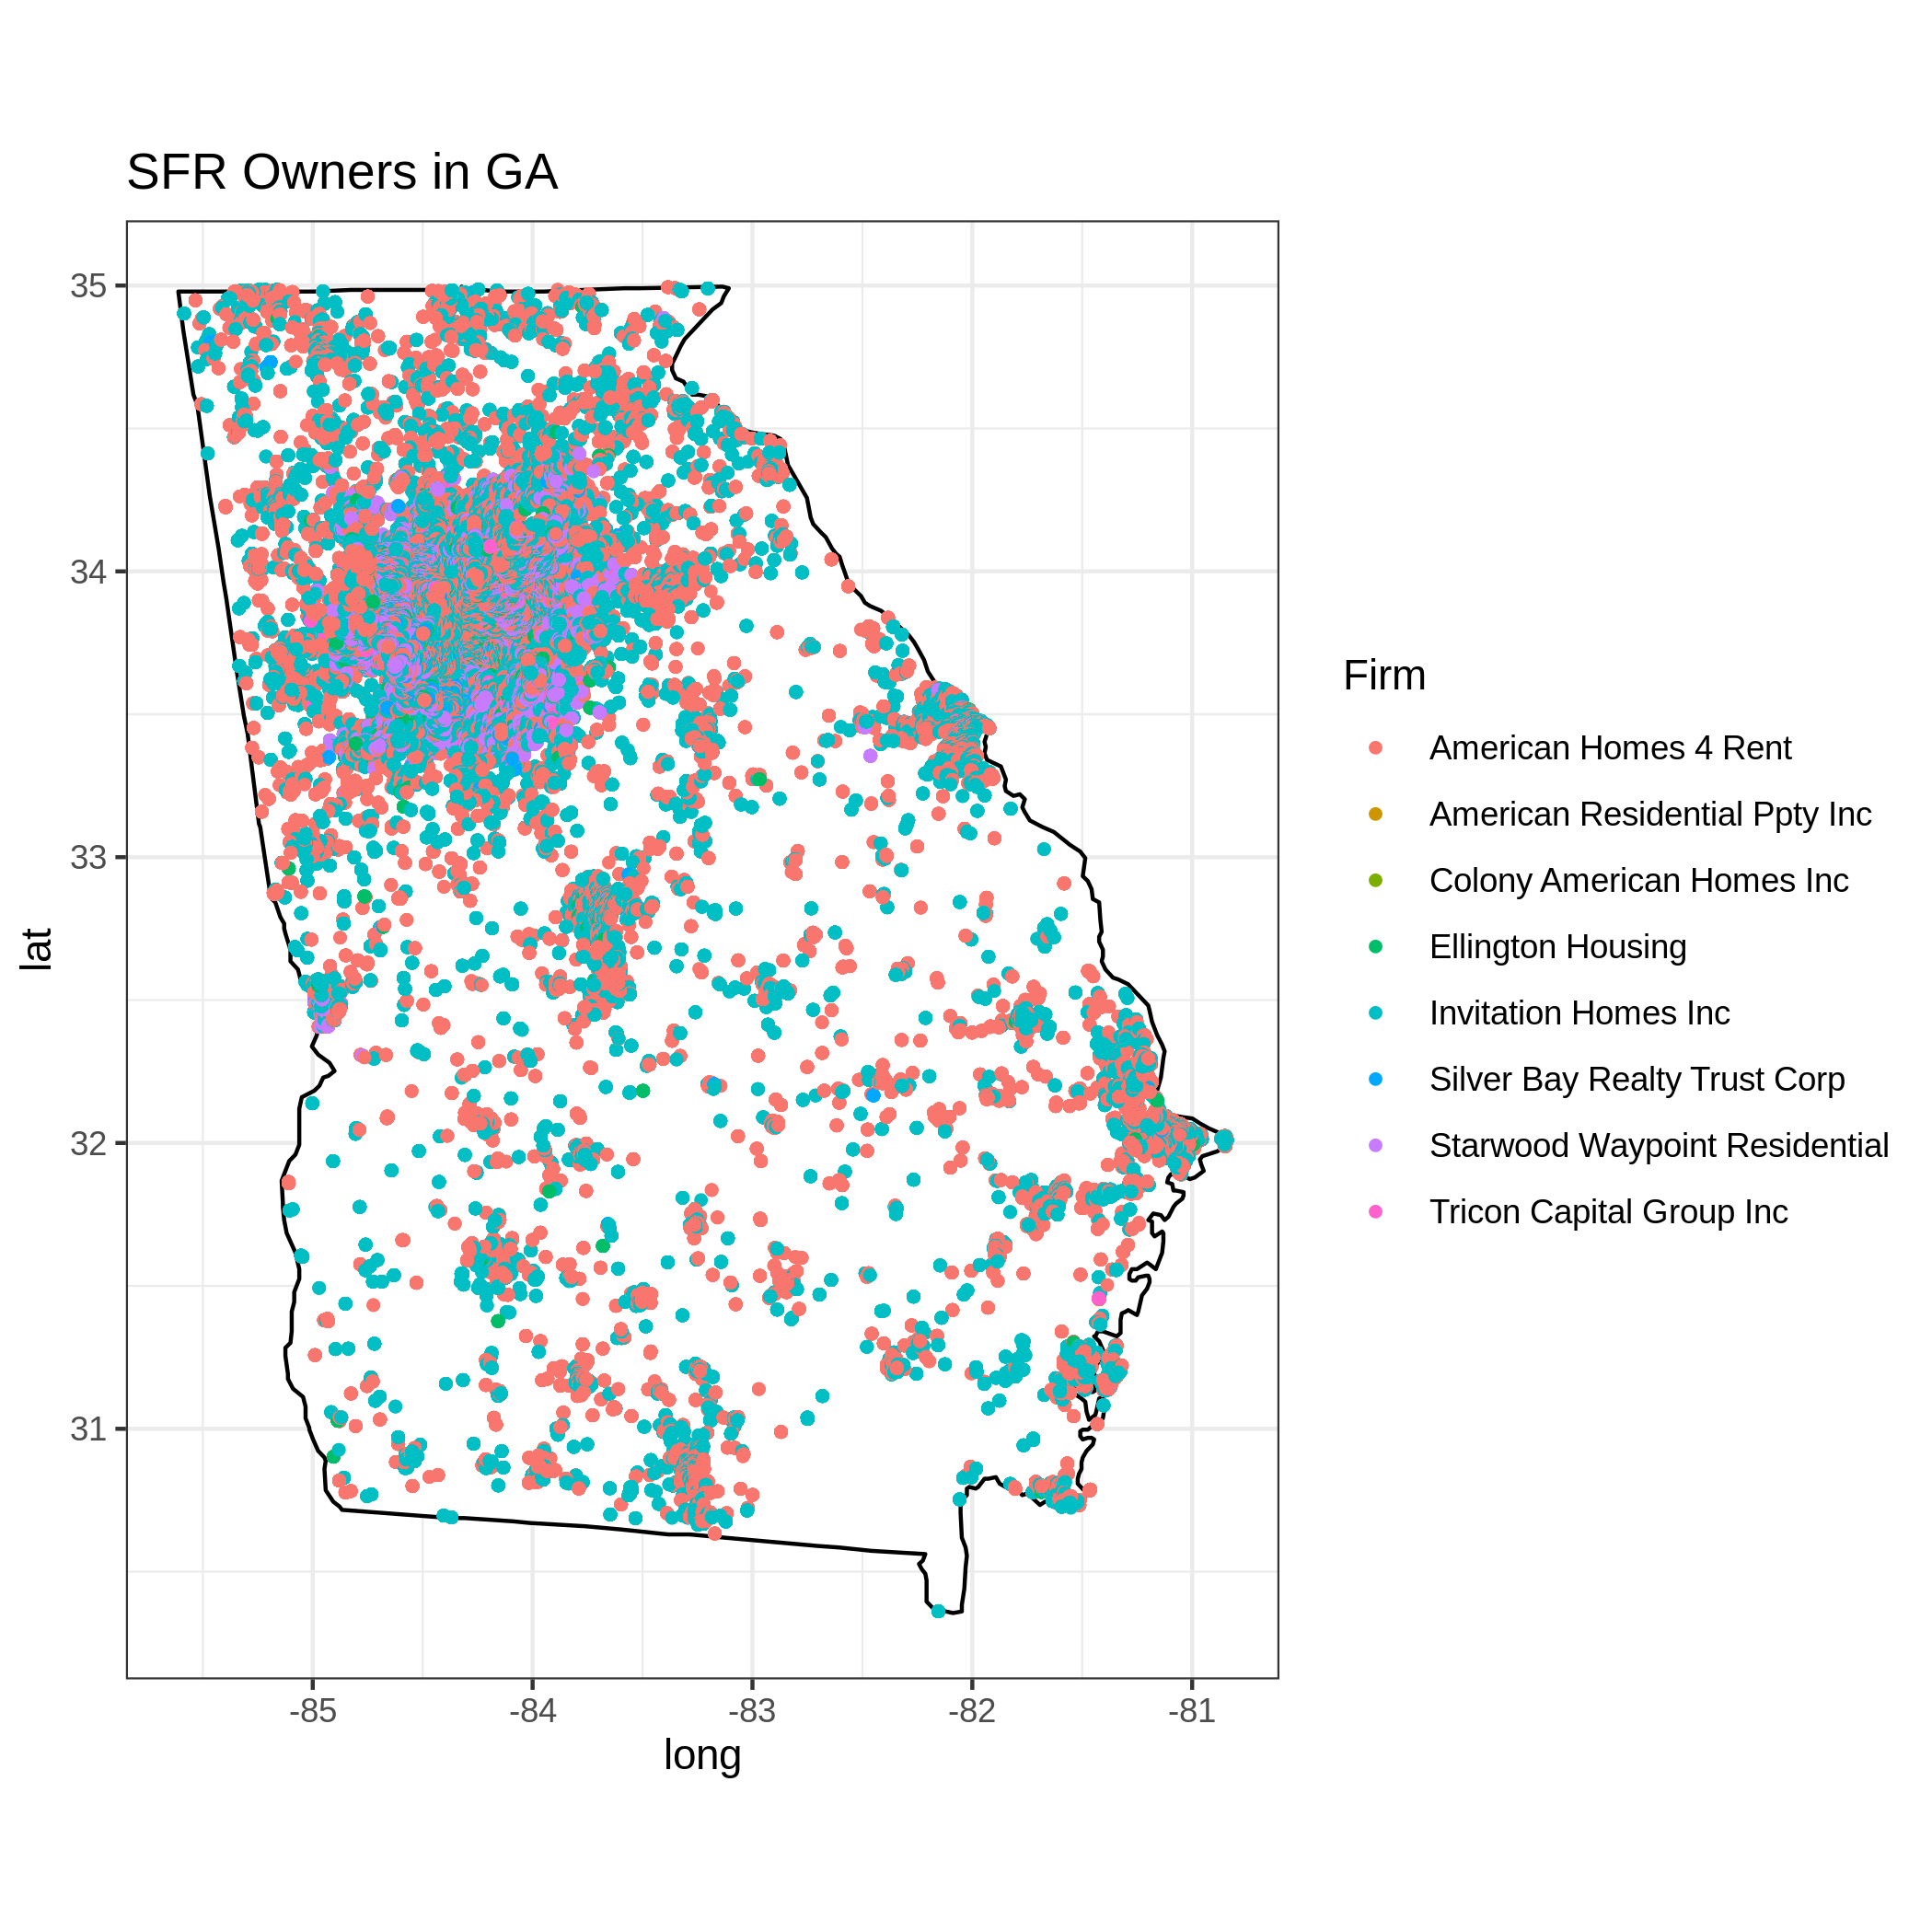 SFR Owners in GA
35
34
33
32
31
lat
-85 -84 -83 -82 -81
long
Firm
American Homes 4 Rent
American Residential Ppty Inc
Colony American Homes Inc
Ellington Housing
Invitation Homes Inc
Silver Bay Realty Trust Corp
Starwood Waypoint Residential
Tricon Capital Group Inc